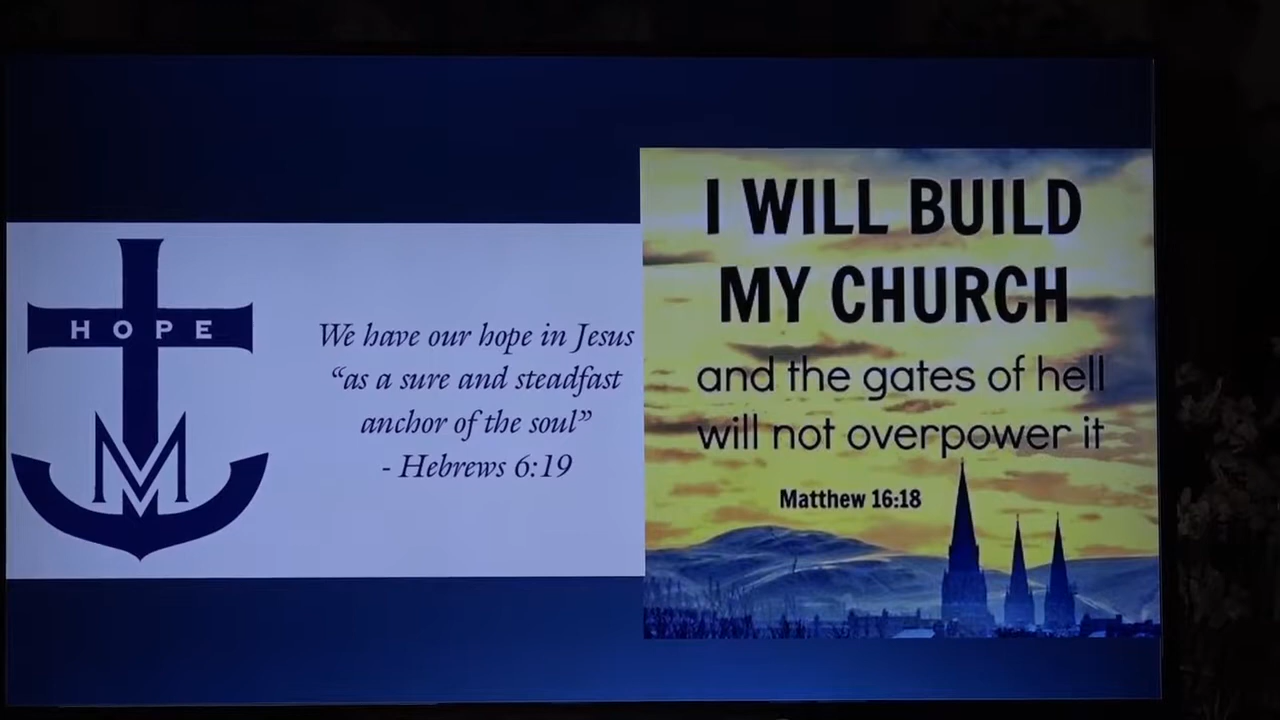 HOPE
M
We have our hope in Jesus
“as a sure and steadfast
anchor of the soul”
- Hebrews 6:19
I WILL BUILD
MY CHURCH
and the gates of hell
will not overpower it
Matthew 16:18